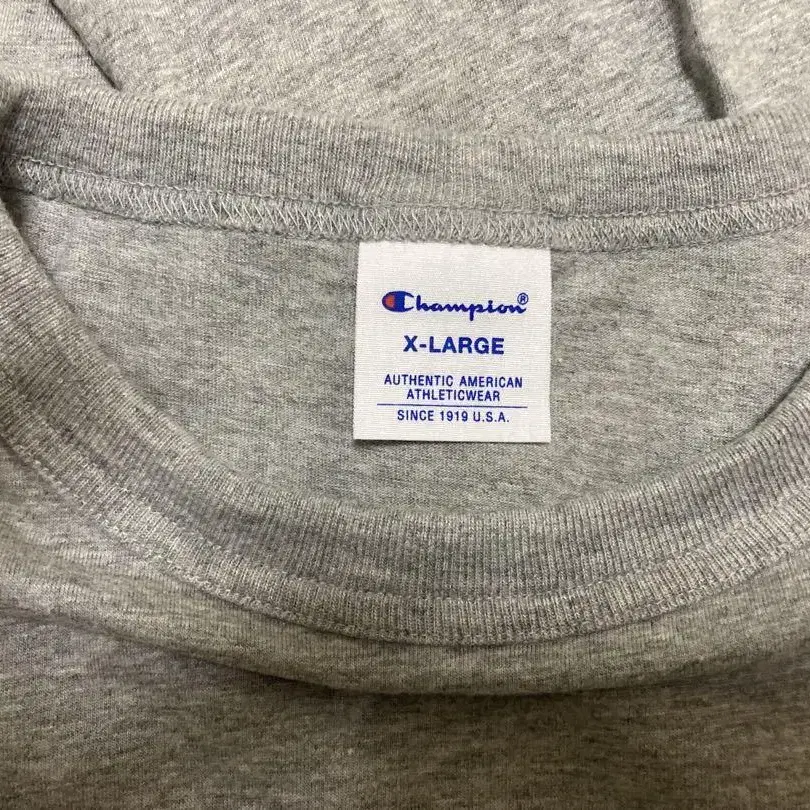 Champion®
X-LARGE
AUTHENTIC AMERICAN
ATHLETICWEAR
SINCE 1919 U.S.A.